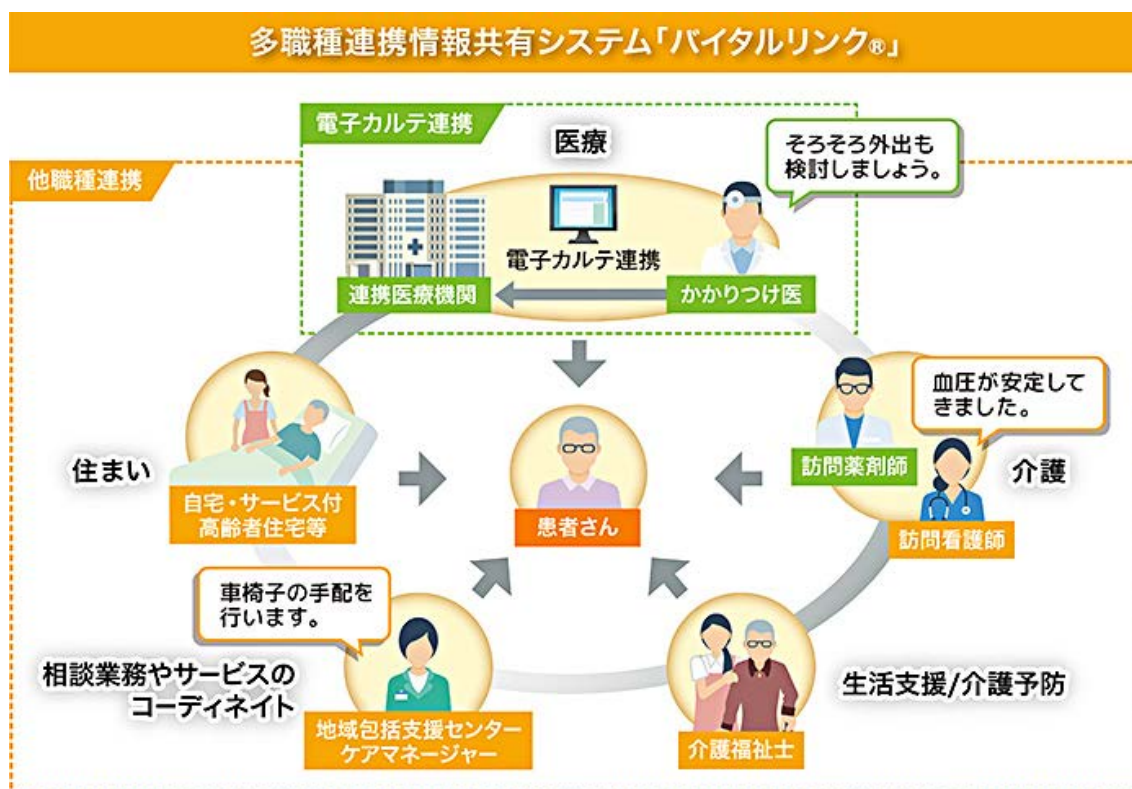 多職種連携情報共有システム「バイタルリンク®」
電子カルテ連携
医療
そろそろ外出も
検討しましょう。
他職種連携
電子カルテ連携
連携医療機関
かかりつけ医
血圧が安定して
きました。
訪問薬剤師
介護
訪問看護師
住まい
自宅・サービス付
高齢者住宅等
患者さん
車椅子の手配を
行います。
相談業務やサービスの
コーディネイト
地域包括支援センター
ケアマネージャー
介護福祉士
生活支援/介護予防